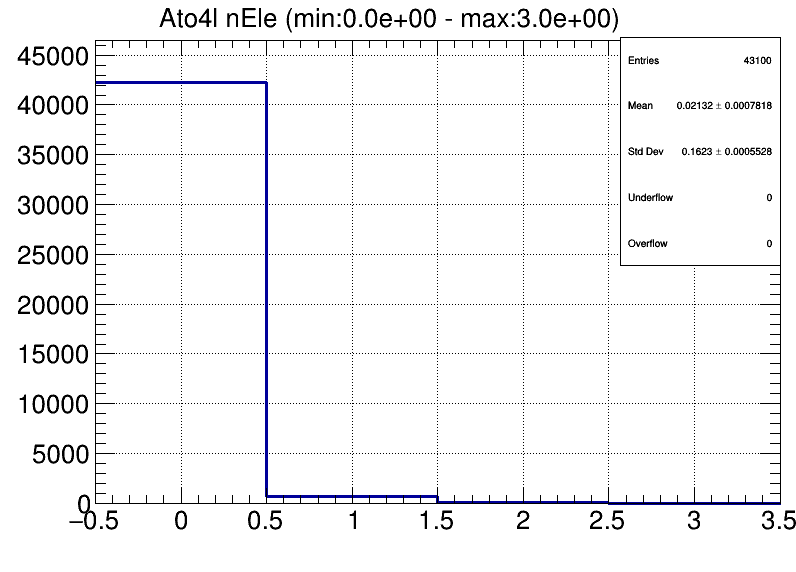 Ato4l nEle (min:0.0e+00 - max:3.0e+00)
Entries 43100
Mean 0.02132 ± 0.0007818
Std Dev 0.1623 ± 0.0005528
Underflow 0
Overflow 0
45000
40000
35000
30000
25000
20000
15000
10000
5000
0
−0.5 0 0.5 1 1.5 2 2.5 3 3.5